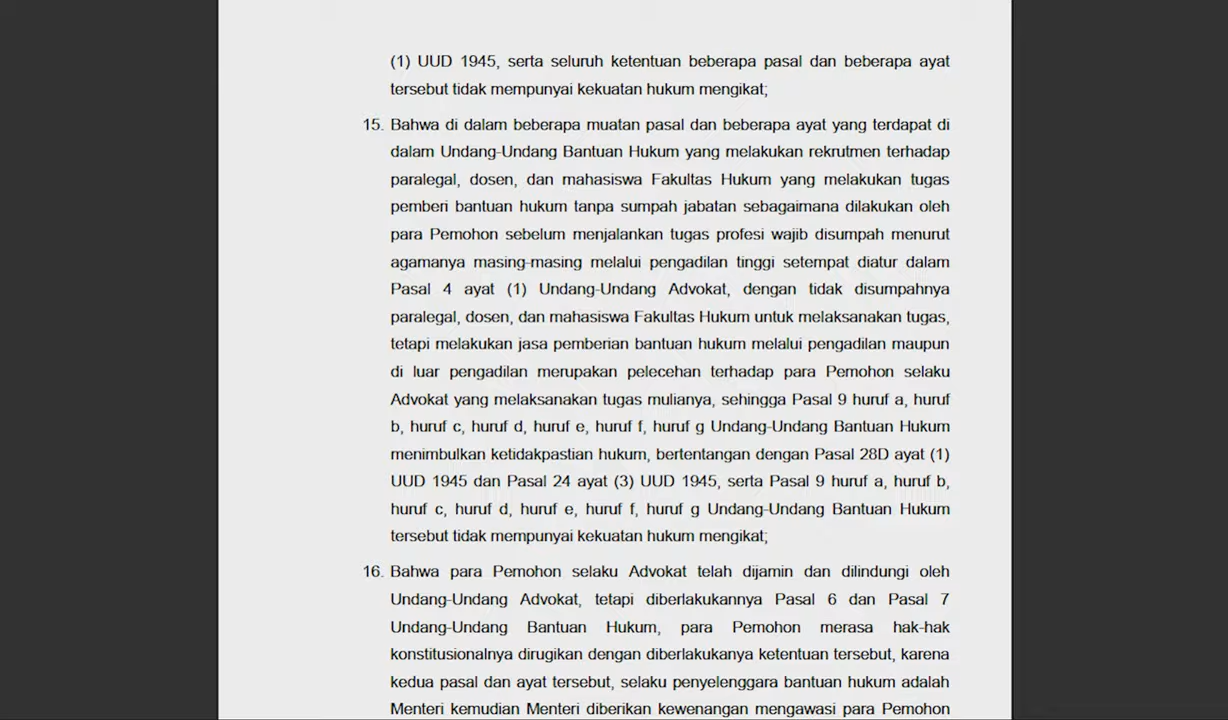 (1) UUD 1945, serta seluruh ketentuan beberapa pasal dan beberapa ayat
tersebut tidak mempunyai kekuatan hukum mengikat;
15. Bahwa di dalam beberapa muatan pasal dan beberapa ayat yang terdapat di
dalam Undang-Undang Bantuan Hukum yang melakukan rekrutmen terhadap
paralegal, dosen, dan mahasiswa Fakultas Hukum yang melakukan tugas
pemberi bantuan hukum tanpa sumpah jabatan sebagaimana dilakukan oleh
para Pemohon sebelum menjalankan tugas profesi wajib disumpah menurut
agamanya masing-masing melalui pengadilan tinggi setempat diatur dalam
Pasal 4 ayat (1) Undang-Undang Advokat, dengan tidak disumpahnya
paralegal, dosen, dan mahasiswa Fakultas Hukum untuk melaksanakan tugas,
tetapi melakukan jasa pemberian bantuan hukum melalui pengadilan maupun
di luar pengadilan merupakan pelecehan terhadap para Pemohon selaku
Advokat yang melaksanakan tugas mulianya, sehingga Pasal 9 huruf a, huruf
b, huruf c, huruf d, huruf e, huruf f, huruf g Undang-Undang Bantuan Hukum
menimbulkan ketidakpastian hukum, bertentangan dengan Pasal 28D ayat (1)
UUD 1945 dan Pasal 24 ayat (3) UUD 1945, serta Pasal 9 huruf a, huruf b,
huruf c, huruf d, huruf e, huruf f, huruf g Undang-Undang Bantuan Hukum
tersebut tidak mempunyai kekuatan hukum mengikat;
16. Bahwa para Pemohon selaku Advokat telah dijamin dan dilindungi oleh
Undang-Undang Advokat, tetapi diberlakukannya Pasal 6 dan Pasal 7
Undang-Undang Bantuan Hukum, para Pemohon merasa hak-hak
konstitusionalnya dirugikan dengan diberlakukanya ketentuan tersebut, karena
kedua pasal dan ayat tersebut, selaku penyelenggara bantuan hukum adalah
Menteri kemudian Menteri diberikan kewenangan mengawasi para Pemohon